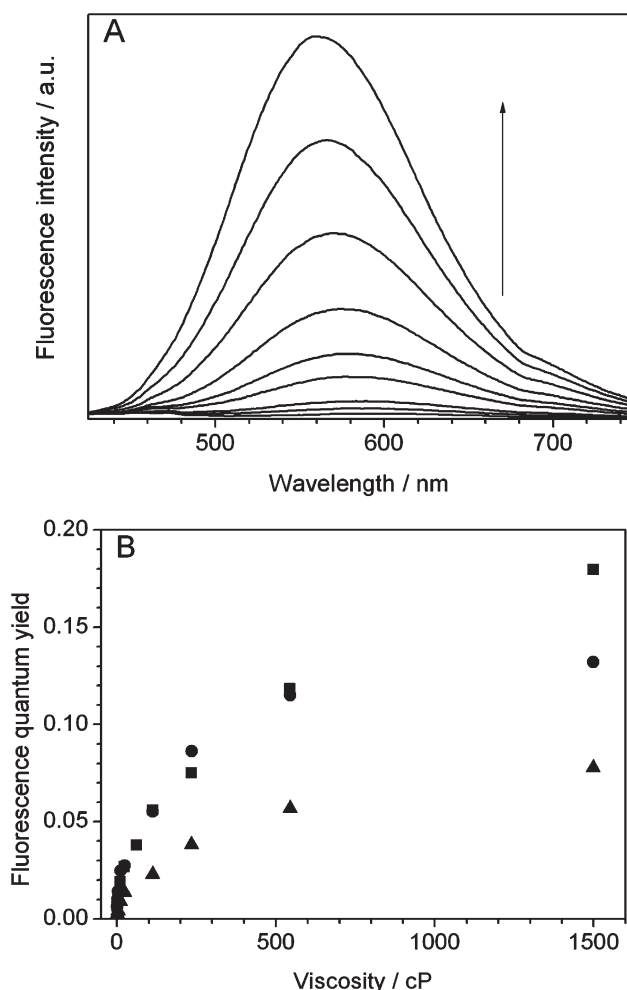 A
Fluorescence intensity / a.u.
500 600 700
Wavelength / nm
B
Fluorescence quantum yield
0.20
0.15
0.10
0.05
0.00
0 500 1000 1500
Viscosity / cP